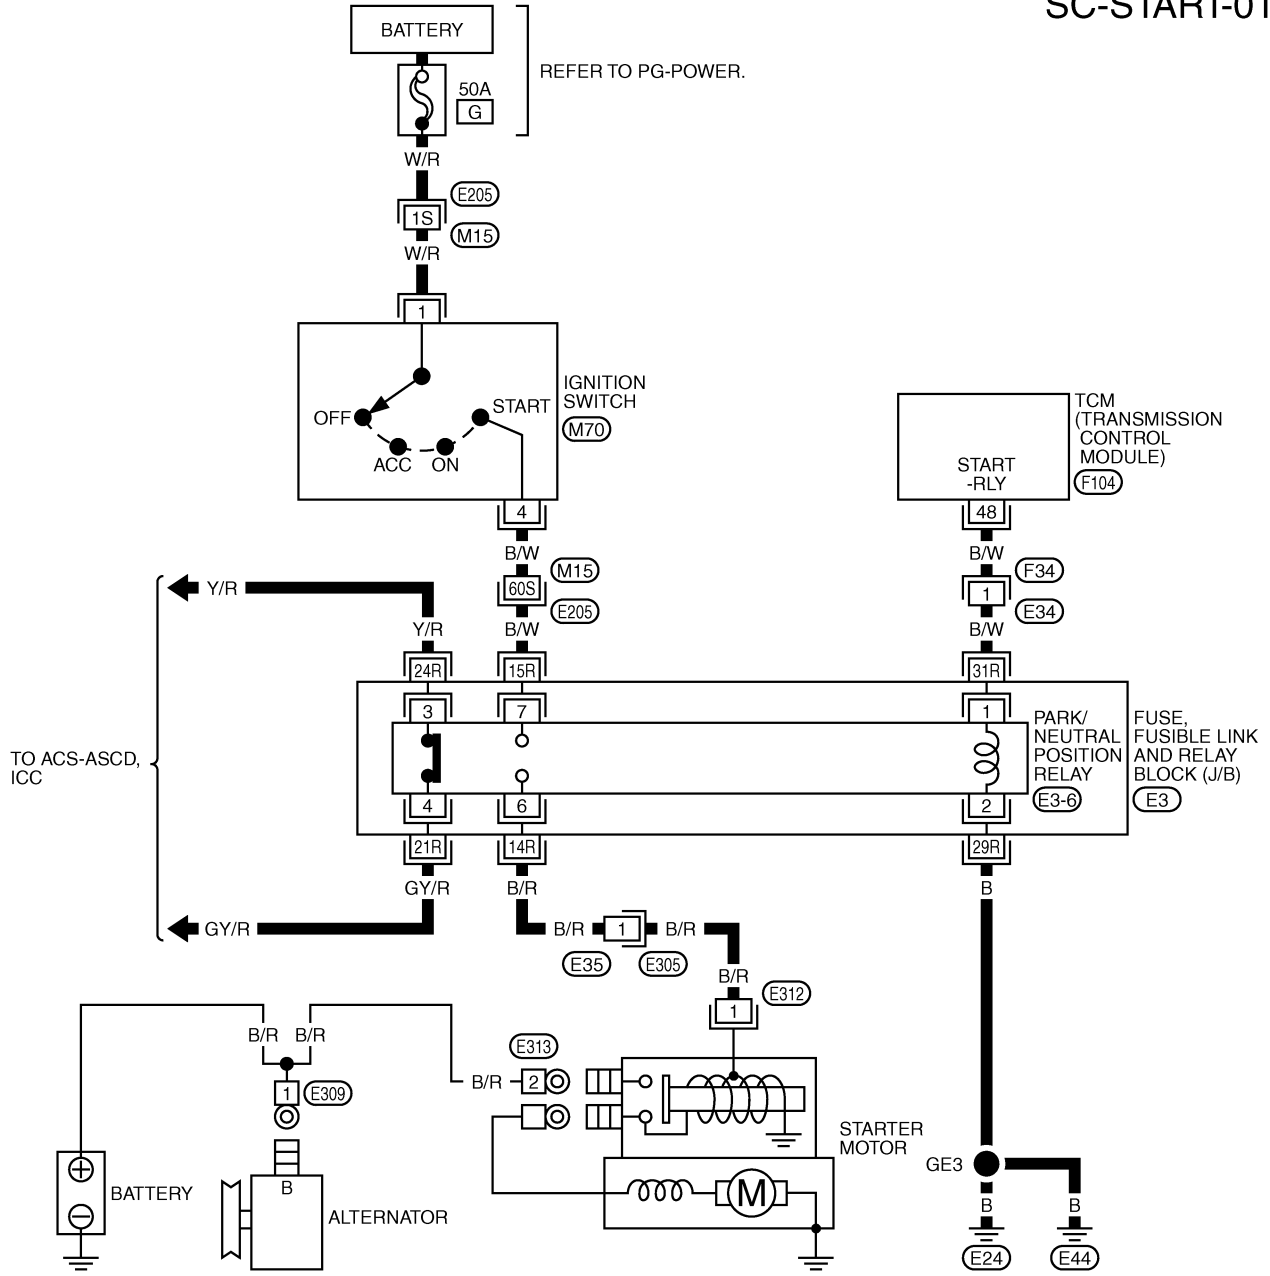 SC-START-01
BATTERY
REFER TO PG-POWER.
50A
G
W/R
E205
1S
M15
W/R
1
IGNITION
SWITCH
M70
OFF
START
ACC
ON
4
B/W
M15
60S
E205
B/W
TCM
(TRANSMISSION
CONTROL
MODULE)
F104
START
-RLY
48
B/W
F34
1
E34
B/W
Y/R
Y/R
24R
15R
31R
3
7
1
PARK/
NEUTRAL
POSITION
RELAY
E3-6
FUSE,
FUSIBLE LINK
AND RELAY
BLOCK (J/B)
E3
TO ACS-ASCD,
ICC
4
6
2
21R
14R
29R
GY/R
B/R
B
GY/R
B/R
1
B/R
E35
E305
B/R
E312
1
B/R
B/R
E313
B/R
2
1
E309
STARTER
MOTOR
GE3
BATTERY
B
ALTERNATOR
M
B
B
E24
E44